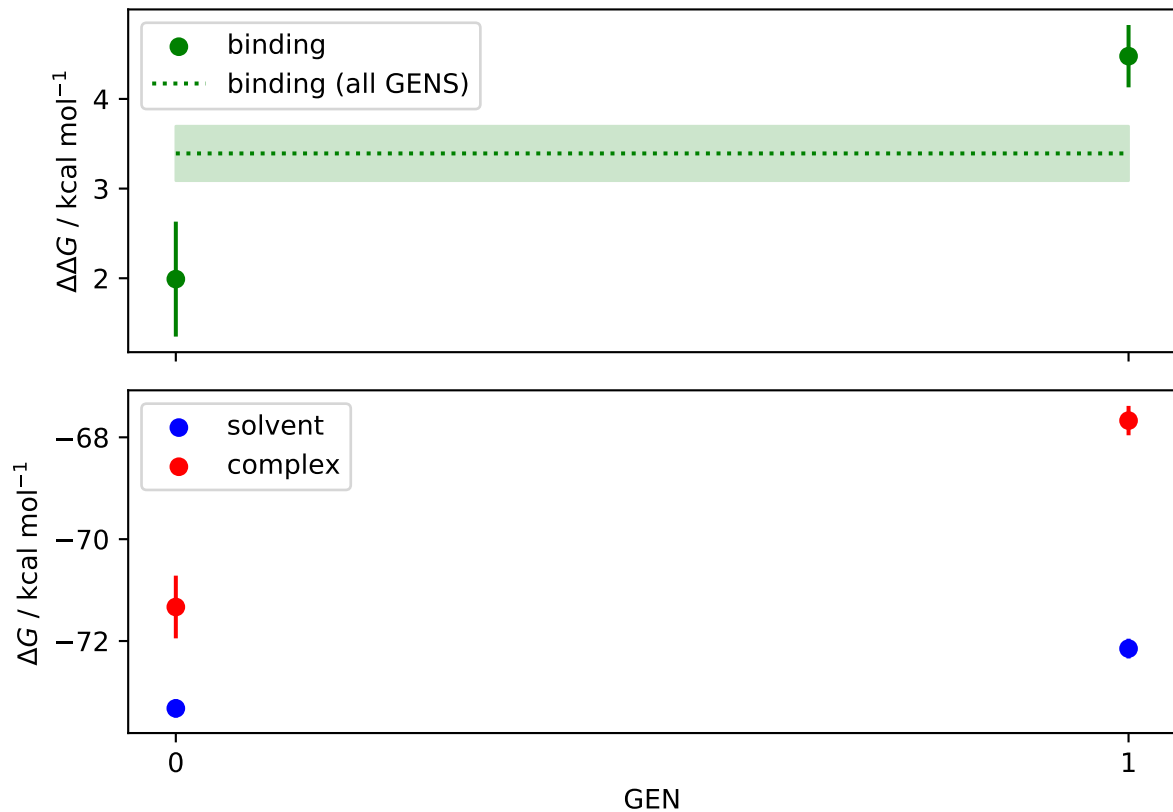 binding
binding (all GENS)
4
3
2
ΔΔG / kcal mol⁻¹
solvent
complex
−68
−70
−72
ΔG / kcal mol⁻¹
0
1
GEN